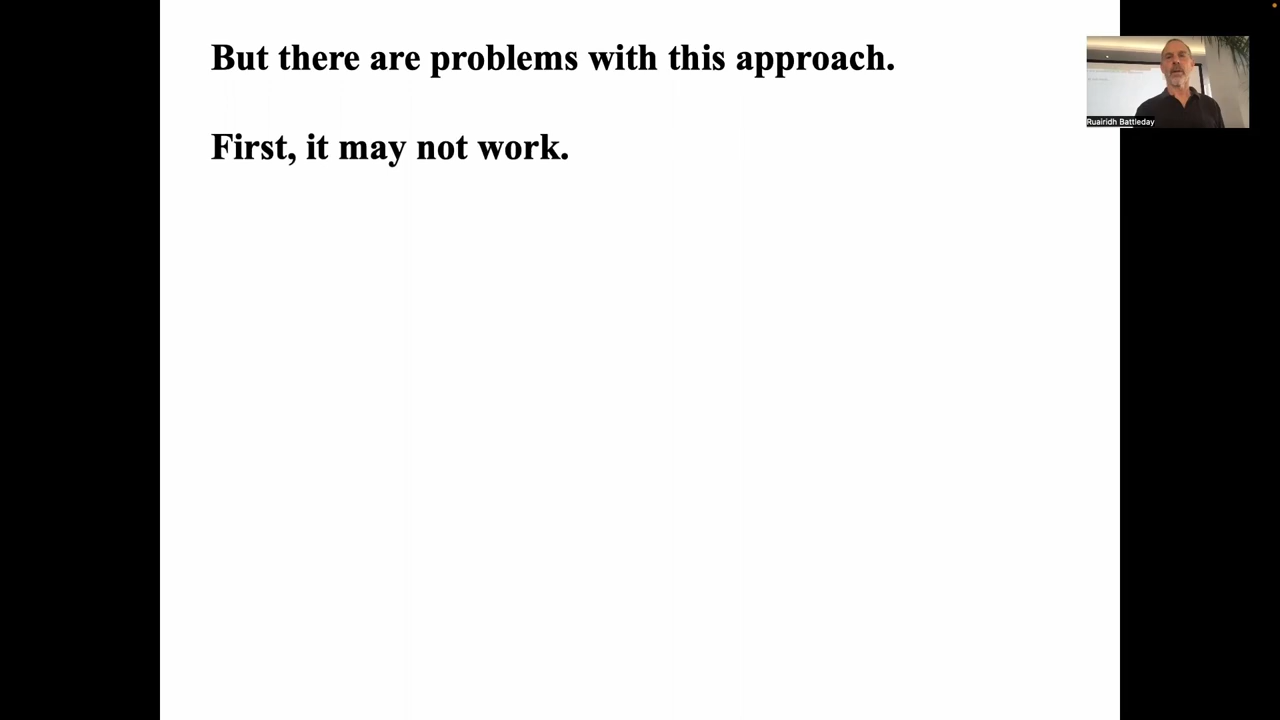 But there are problems with this approach.
First, it may not work.
Ruairidh Battleday